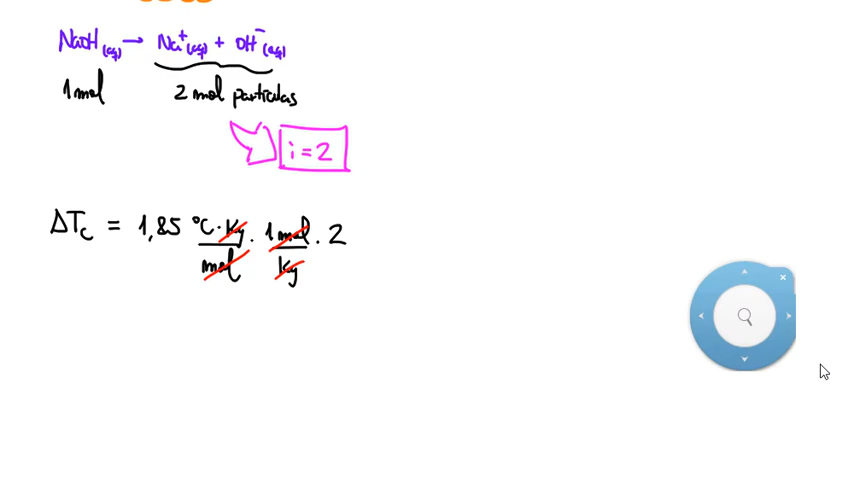 NaOH (aq) → Na⁺(aq) + OH⁻(aq)
1 mol 2 mol particulas
i = 2
ΔTc = 1,85 °C · kg / mol · 1 mol / kg · 2